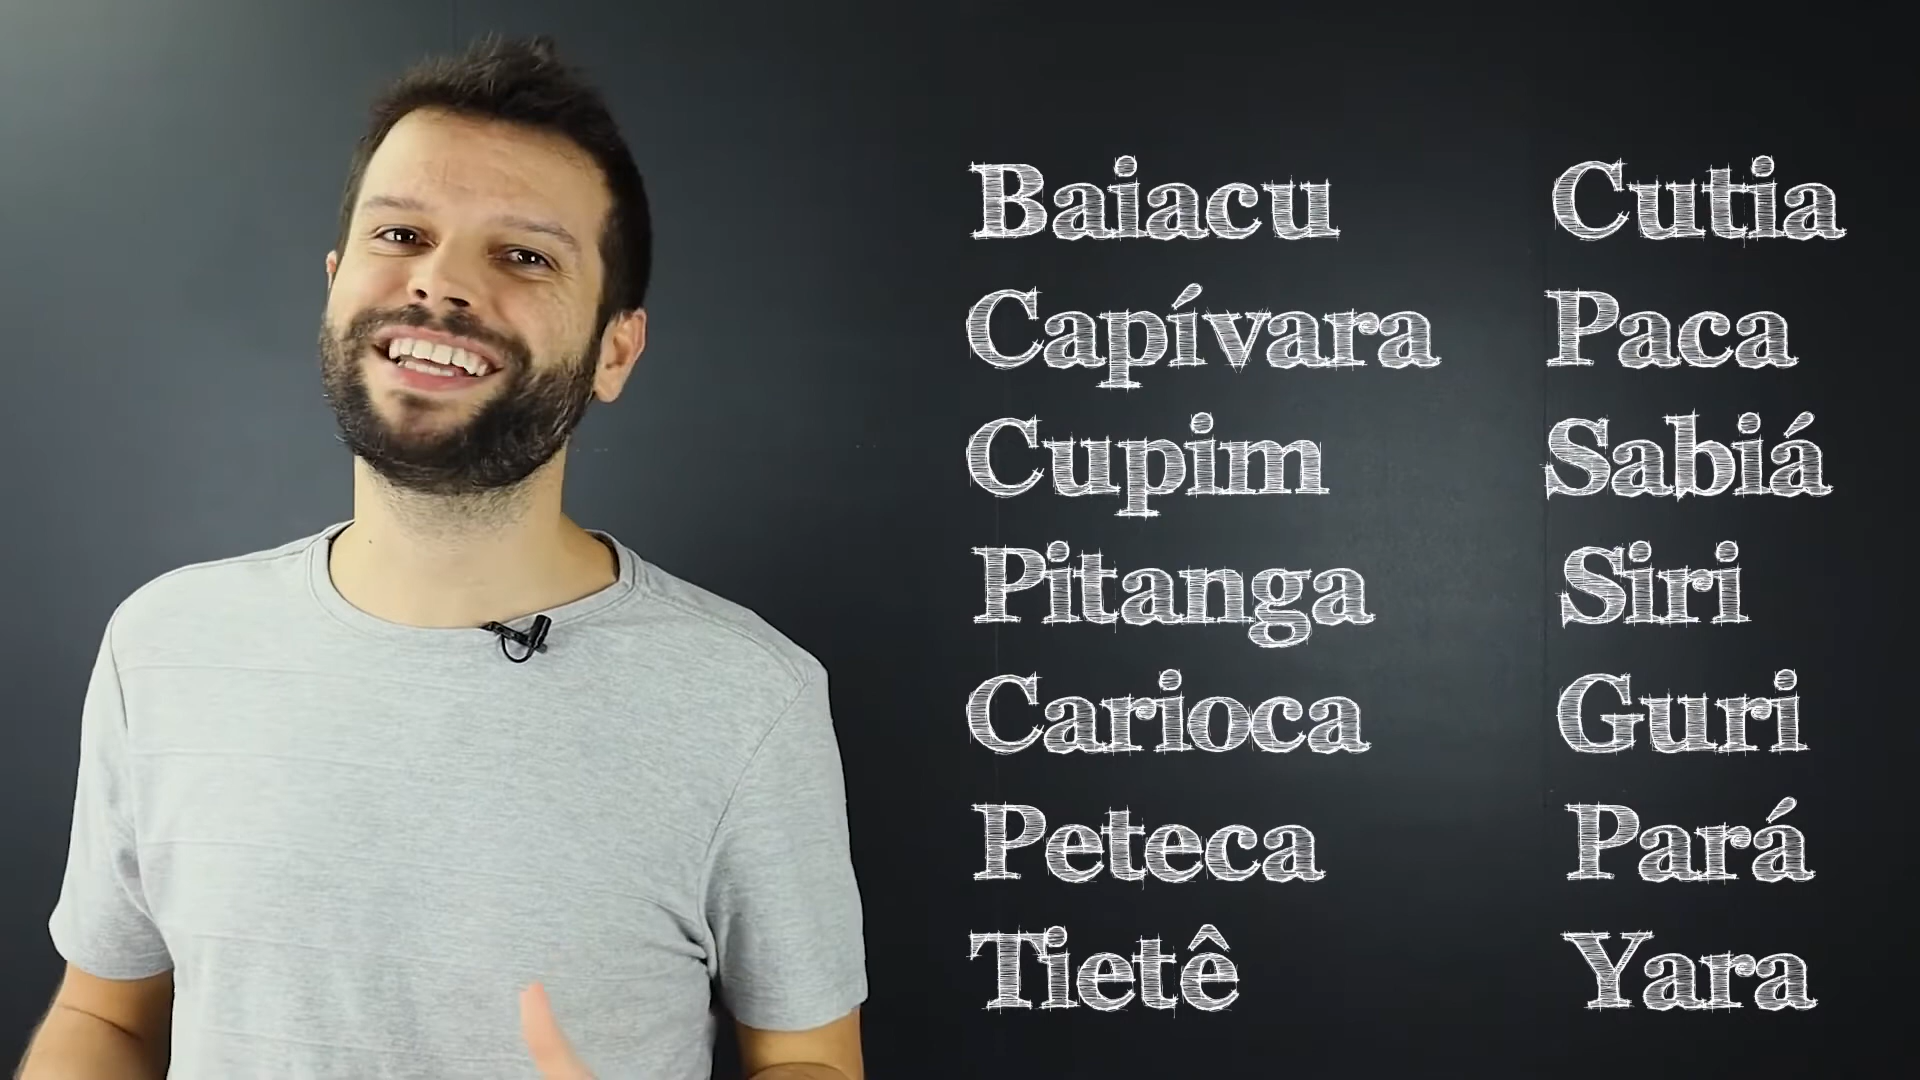 Baiacu
Capívara
Cupim
Pitanga
Carioca
Peteca
Tietê
Cutia
Paca
Sabiá
Siri
Guri
Pará
Yara